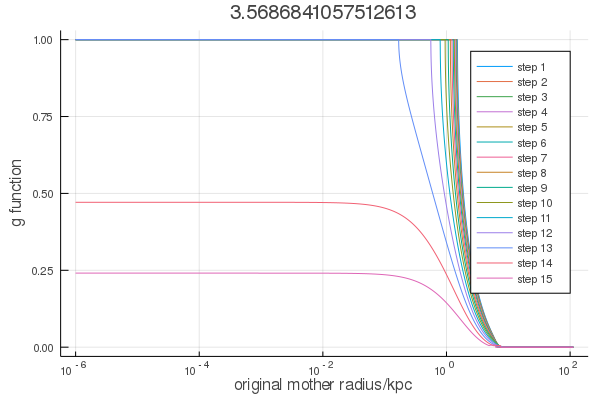 3.5686841057512613
1.00
0.75
0.50
0.25
0.00
g function
10^-6
10^-4
10^-2
10^0
10^2
original mother radius/kpc
step 1
step 2
step 3
step 4
step 5
step 6
step 7
step 8
step 9
step 10
step 11
step 12
step 13
step 14
step 15